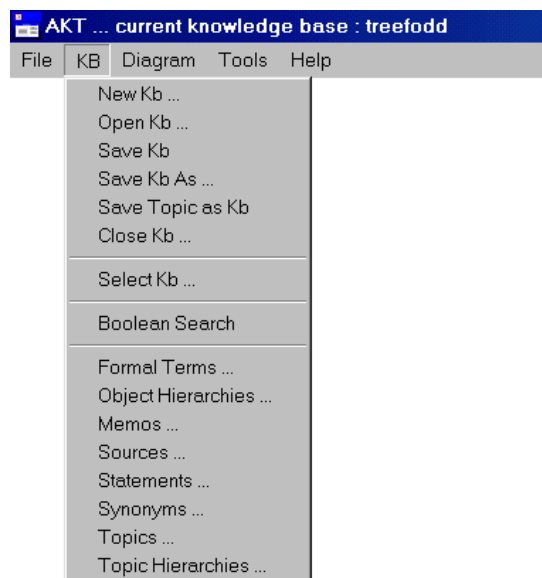 AKT ... current knowledge base : treefodd
File KB Diagram Tools Help
New Kb ...
Open Kb ...
Save Kb
Save Kb As ...
Save Topic as Kb
Close Kb ...
Select Kb ...
Boolean Search
Formal Terms ...
Object Hierarchies ...
Memos ...
Sources ...
Statements ...
Synonyms ...
Topics ...
Topic Hierarchies ...